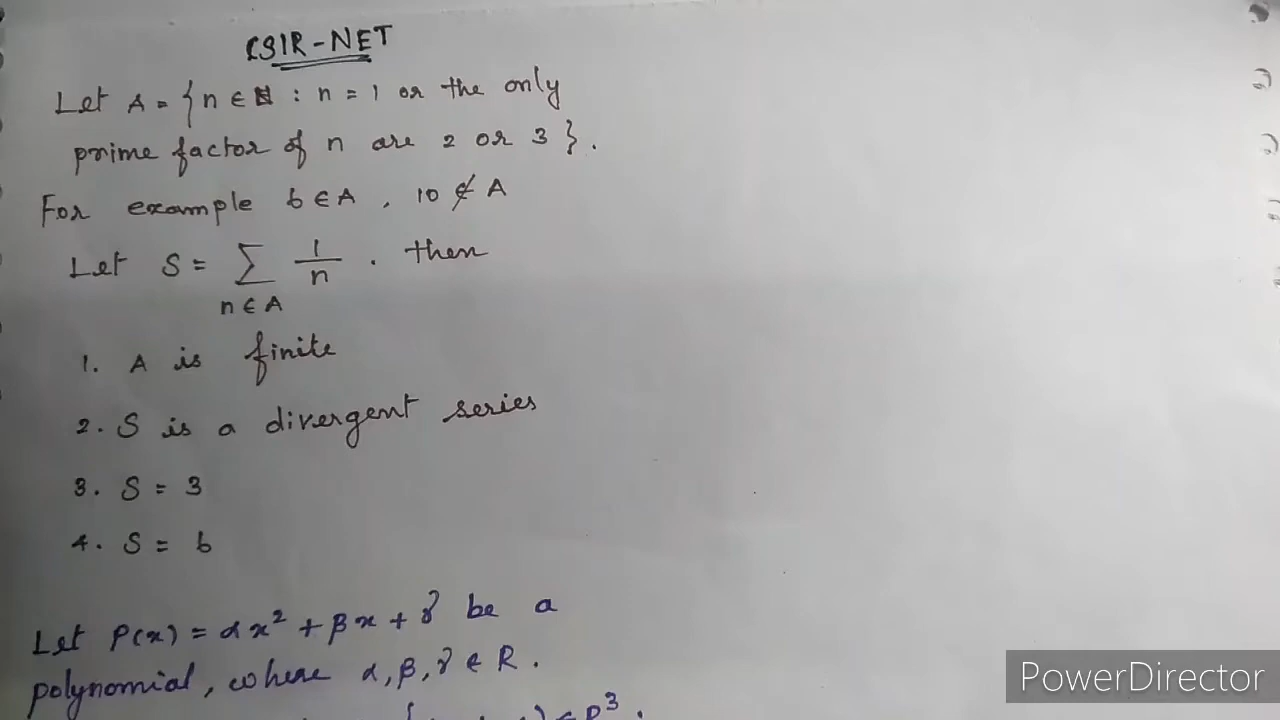 CSIR-NET
Let A = { n ∈ N : n = 1 or the only
prime factor of n are 2 or 3 }.
For example 6 ∈ A , 10 ∉ A
Let S = ∑ 1/n . then
n ∈ A
1. A is finite
2. S is a divergent series
3. S = 3
4. S = 6
Let P(x) = αx² + βx + γ be a
polynomial, where α, β, γ ∈ R.
PowerDirector